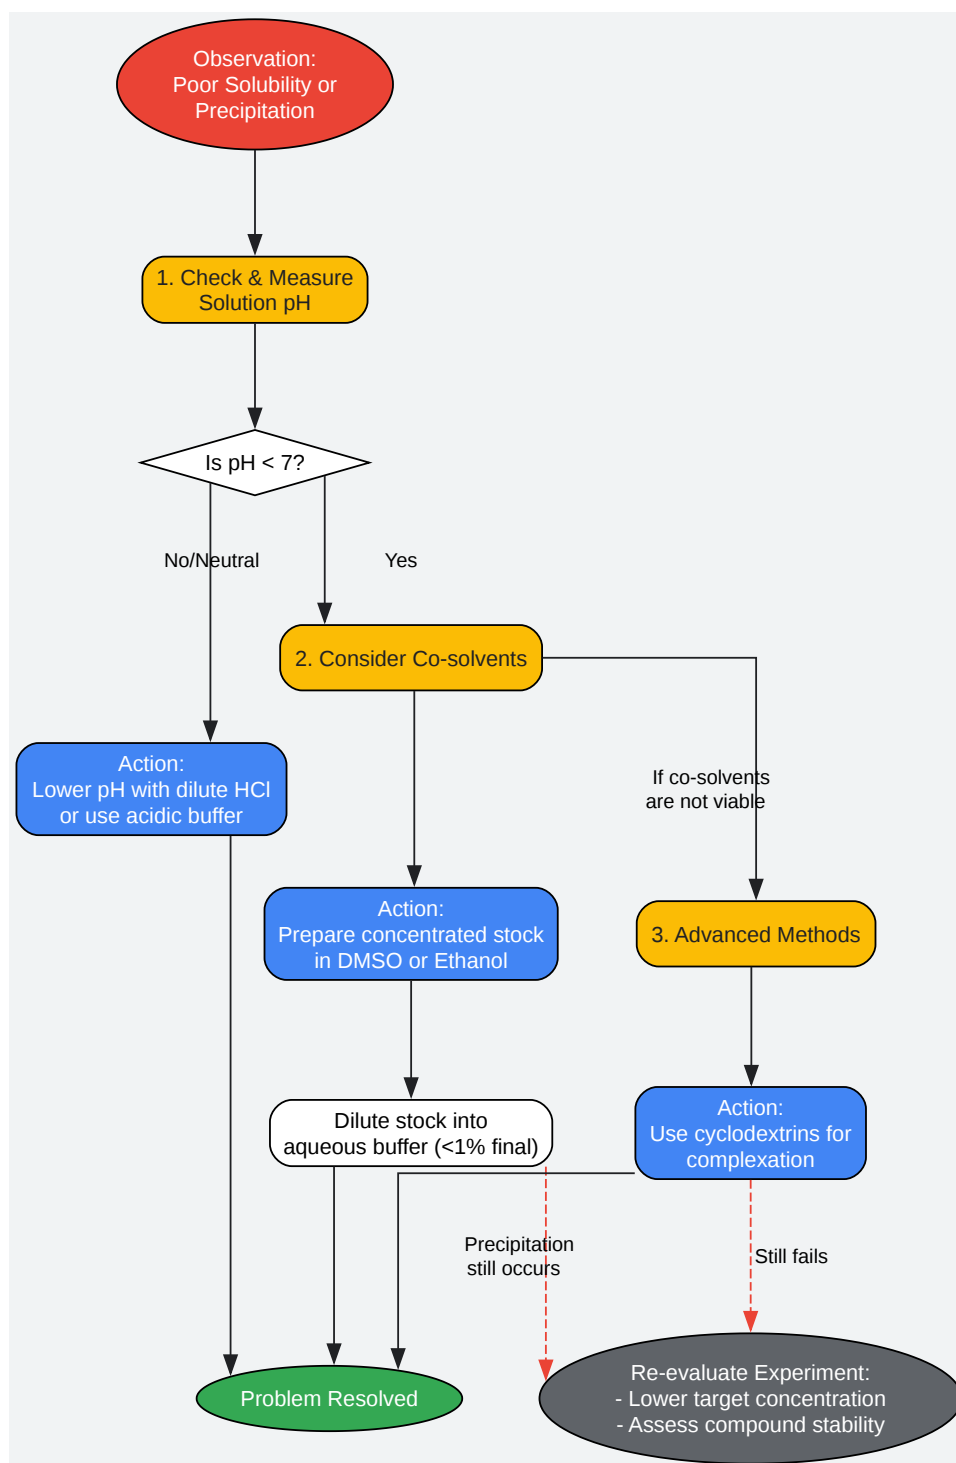 Observation:
Poor Solubility or
Precipitation
1. Check & Measure
Solution pH
Is pH < 7?
No/Neutral
Yes
2. Consider Co-solvents
Action:
Lower pH with dilute HCl
or use acidic buffer
If co-solvents
are not viable
Action:
Prepare concentrated stock
in DMSO or Ethanol
3. Advanced Methods
Dilute stock into
aqueous buffer (<1% final)
Action:
Use cyclodextrins for
complexation
Precipitation
still occurs
Still fails
Problem Resolved
Re-evaluate Experiment:
- Lower target concentration
- Assess compound stability